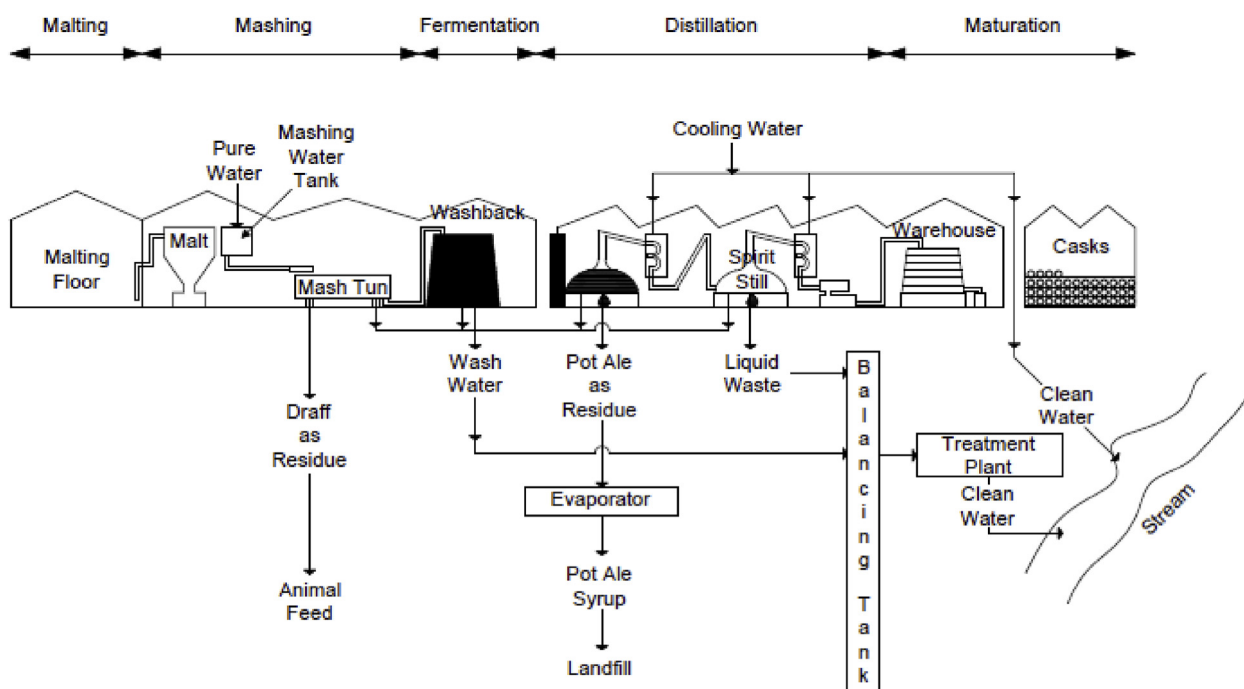 Malting
Mashing
Fermentation
Distillation
Maturation
Cooling Water
Mashing
Water
Tank
Pure
Water
Washback
Malting
Floor
Malt
Mash Tun
Spirit
Still
Warehouse
Casks
Wash
Water
Pot Ale
as
Residue
Liquid
Waste
Draff
as
Residue
Clean
Water
Balancing Tank
Treatment
Plant
Clean
Water
Stream
Evaporator
Animal
Feed
Pot Ale
Syrup
Landfill